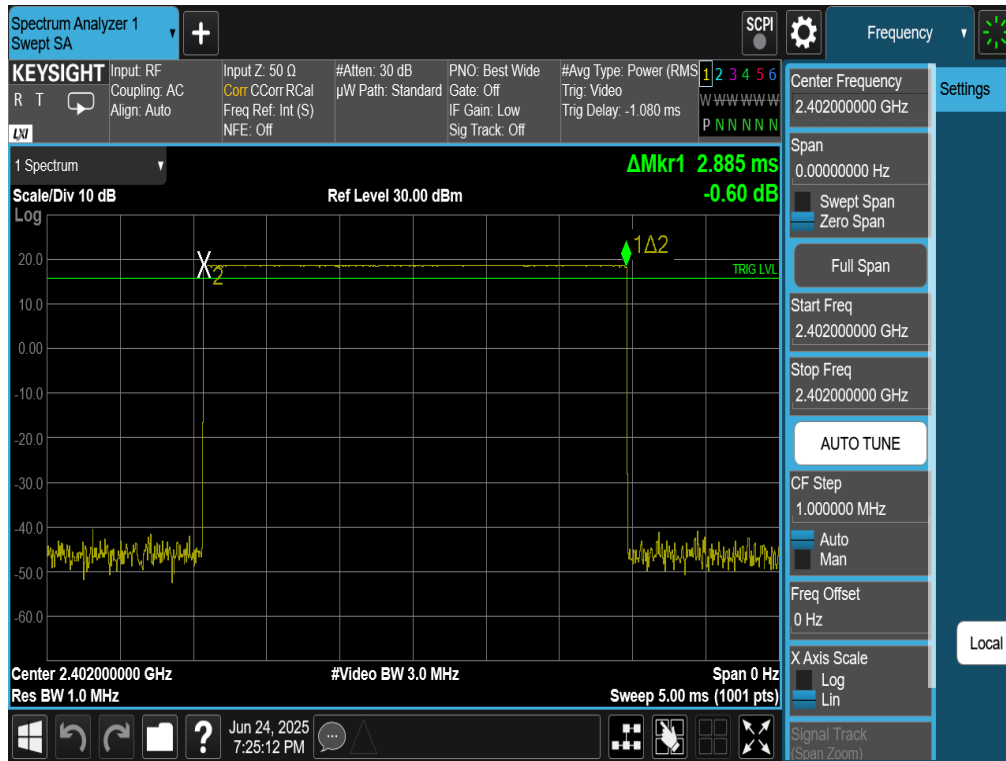 Spectrum Analyzer 1
Swept SA
+
SCPI
Frequency
KEYSIGHT
R T
LXI
Input: RF
Coupling: AC
Align: Auto
Input Z: 50 Ω
Corr CCorr RCal
Freq Ref: Int (S)
NFE: Off
#Atten: 30 dB
µW Path: Standard
PNO: Best Wide
Gate: Off
IF Gain: Low
Sig Track: Off
#Avg Type: Power (RMS
Trig: Video
Trig Delay: -1.080 ms
1 2 3 4 5 6
W W W W W W
P N N N N N
1 Spectrum
ΔMkr1 2.885 ms
-0.60 dB
Scale/Div 10 dB
Ref Level 30.00 dBm
Log
20.0
10.0
0.00
-10.0
-20.0
-30.0
-40.0
-50.0
-60.0
X2
1Δ2
TRIG LVL
Center 2.402000000 GHz
#Video BW 3.0 MHz
Span 0 Hz
Res BW 1.0 MHz
Sweep 5.00 ms (1001 pts)
?
Jun 24, 2025
7:25:12 PM
Center Frequency
2.402000000 GHz
Span
0.00000000 Hz
Swept Span
Zero Span
Full Span
Start Freq
2.402000000 GHz
Stop Freq
2.402000000 GHz
AUTO TUNE
CF Step
1.000000 MHz
Auto
Man
Freq Offset
0 Hz
X Axis Scale
Log
Lin
Signal Track
(Span Zoom)
Settings
Local